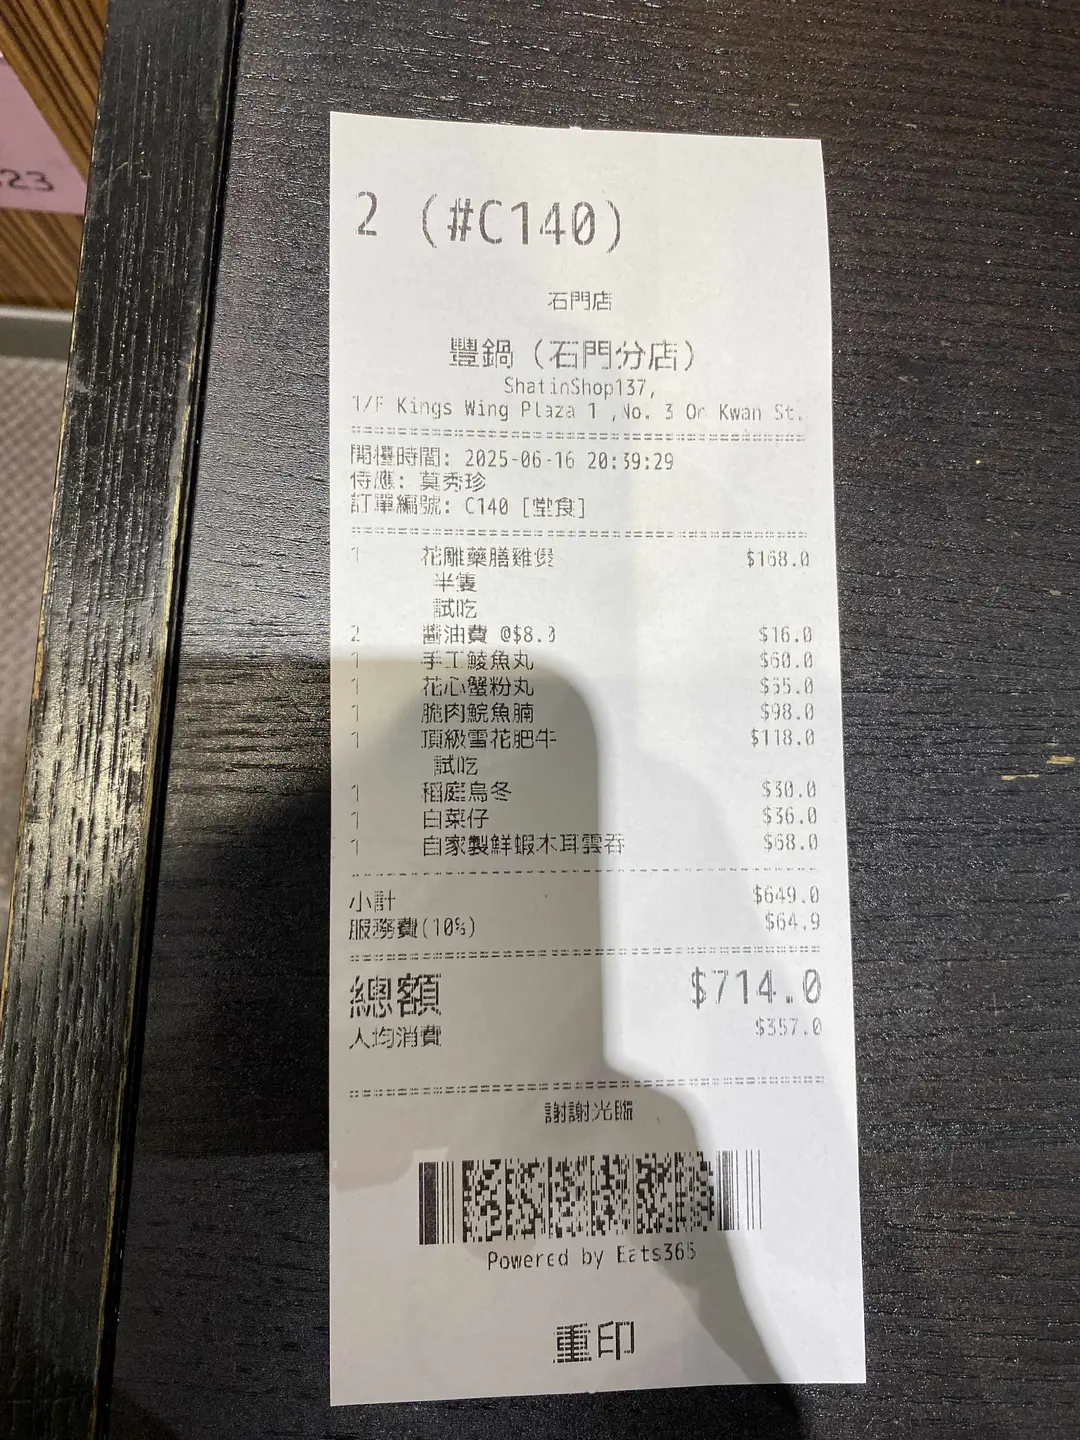 23
2 (#C140)
石門店
豐鍋（石門分店）
ShatinShop137,
1/F Kings Wing Plaza 1 ,No. 3 On Kwan St.
開檯時間: 2025-06-16 20:39:29
侍應: 莫秀珍
訂單編號: C140 [堂食]
1 花雕藥膳雞煲 $168.0
半隻
試吃
2 醬油費 @$8.0 $16.0
1 手工鯪魚丸 $60.0
1 花心蟹粉丸 $55.0
1 脆肉鯇魚腩 $98.0
1 頂級雪花肥牛 $118.0
試吃
1 稻庭烏冬 $30.0
1 白菜仔 $36.0
1 自家製鮮蝦木耳雲吞 $68.0
小計 $649.0
服務費(10%) $64.9
總額 $714.0
人均消費 $357.0
謝謝光臨
Powered by Eats365
重印